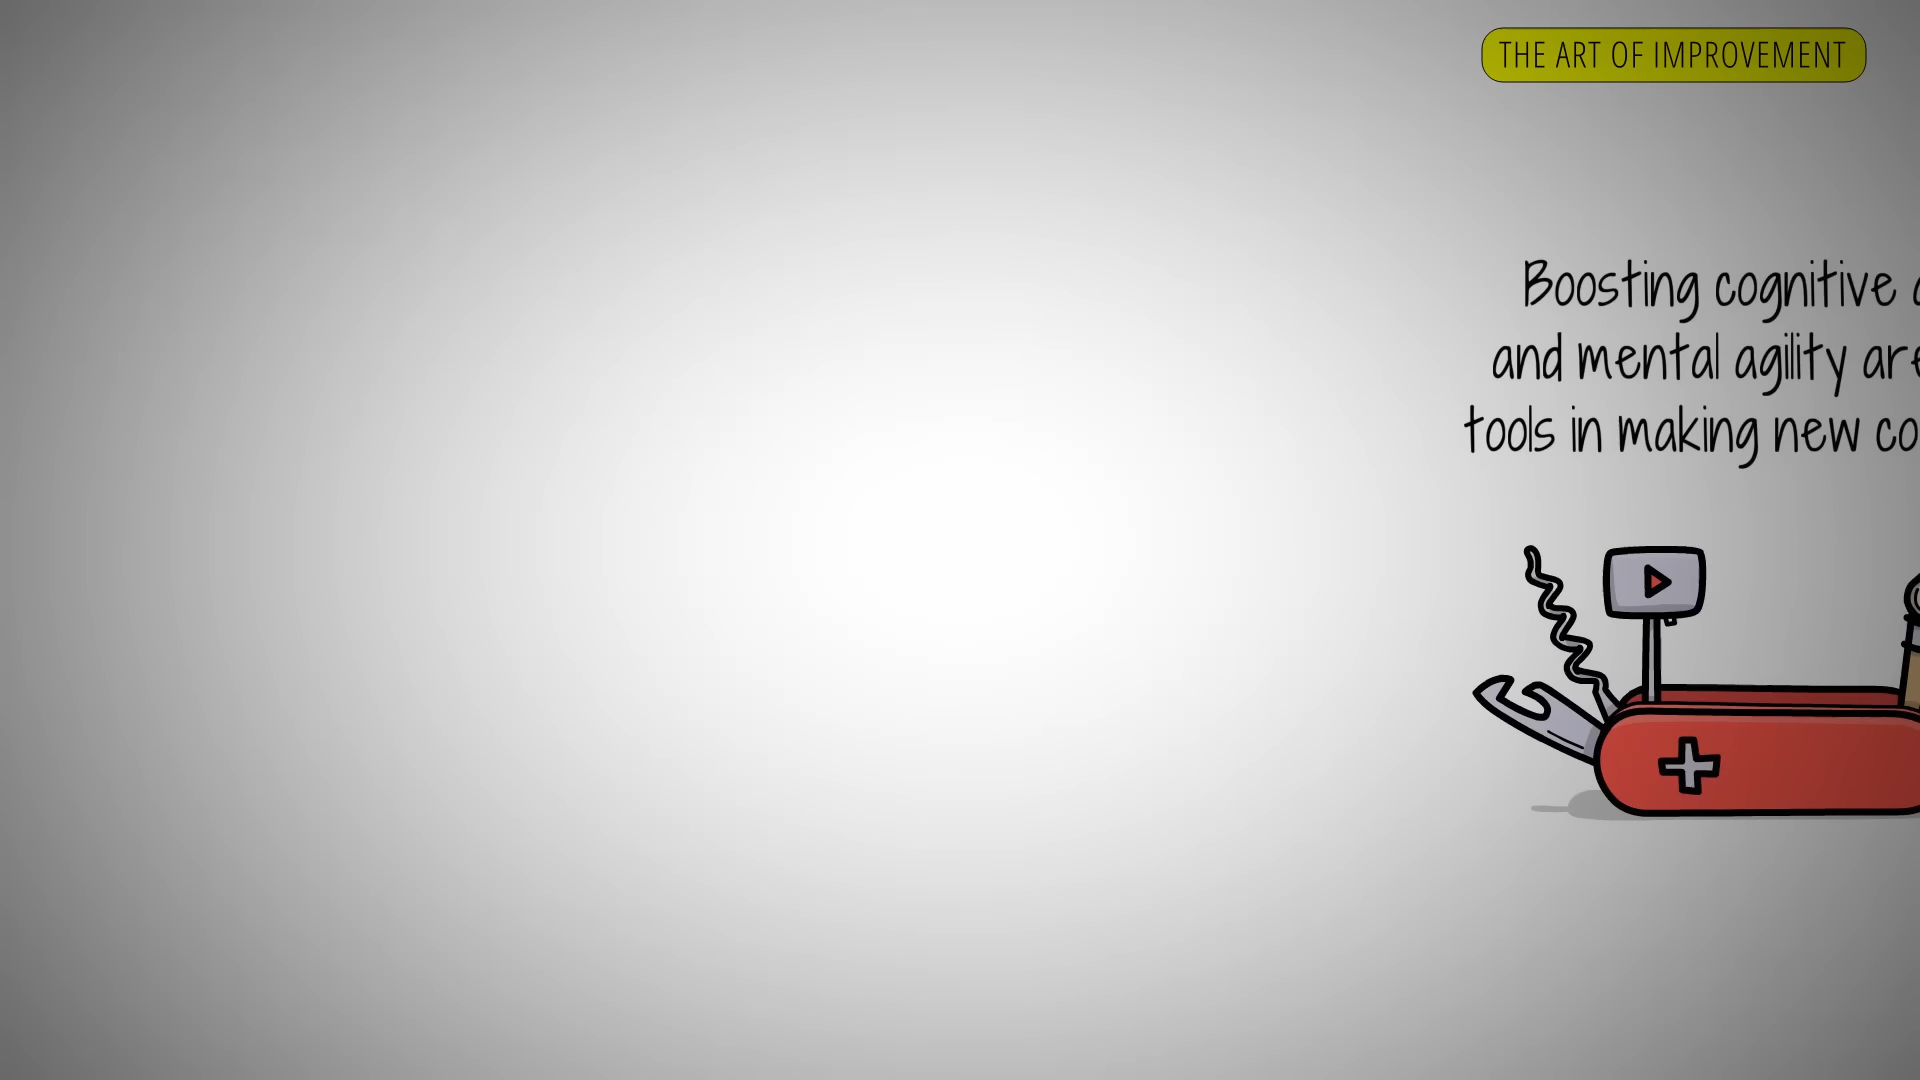 THE ART OF IMPROVEMENT
Boosting cognitive
and mental agility
tools in making new